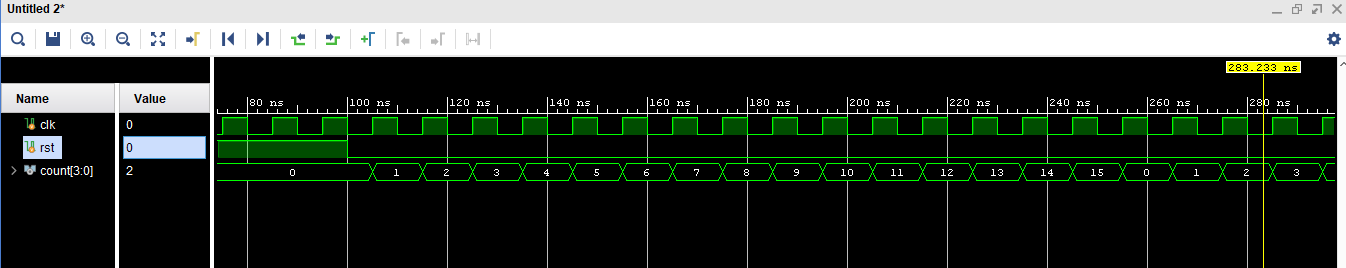 Untitled 2*
283.233 ns
Name Value
80 ns 100 ns 120 ns 140 ns 160 ns 180 ns 200 ns 220 ns 240 ns 260 ns 280 ns
clk 0
rst 0
count[3:0] 2 0 1 2 3 4 5 6 7 8 9 10 11 12 13 14 15 0 1 2 3